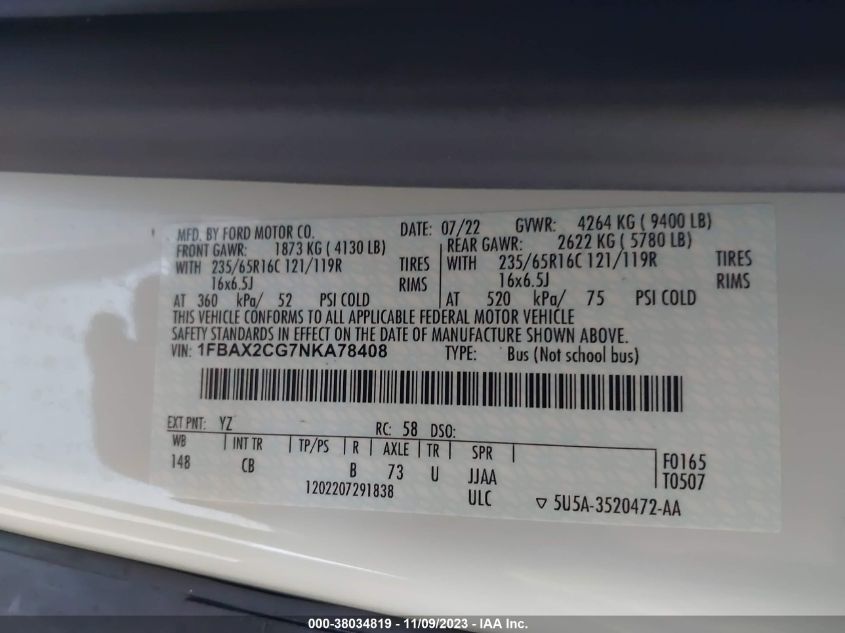 MFD. BY FORD MOTOR CO. DATE: 07/22 GVWR: 4264 KG ( 9400 LB)
FRONT GAWR: 1873 KG ( 4130 LB) REAR GAWR: 2622 KG ( 5780 LB)
WITH 235/65R16C 121/119R TIRES WITH 235/65R16C 121/119R TIRES
16x6.5J RIMS 16x6.5J RIMS
AT 360 kPa/ 52 PSI COLD AT 520 kPa/ 75 PSI COLD
THIS VEHICLE CONFORMS TO ALL APPLICABLE FEDERAL MOTOR VEHICLE
SAFETY STANDARDS IN EFFECT ON THE DATE OF MANUFACTURE SHOWN ABOVE.
VIN: 1FBAX2CG7NKA78408 TYPE: Bus (Not school bus)
EXT PNT: YZ RC: 58 DSO:
WB INT TR TP/PS R AXLE TR SPR F0165
148 CB B 73 U JJAA T0507
1202207291838 ULC ▽ 5U5A-3520472-AA
000-38034819 - 11/09/2023 - IAA Inc.